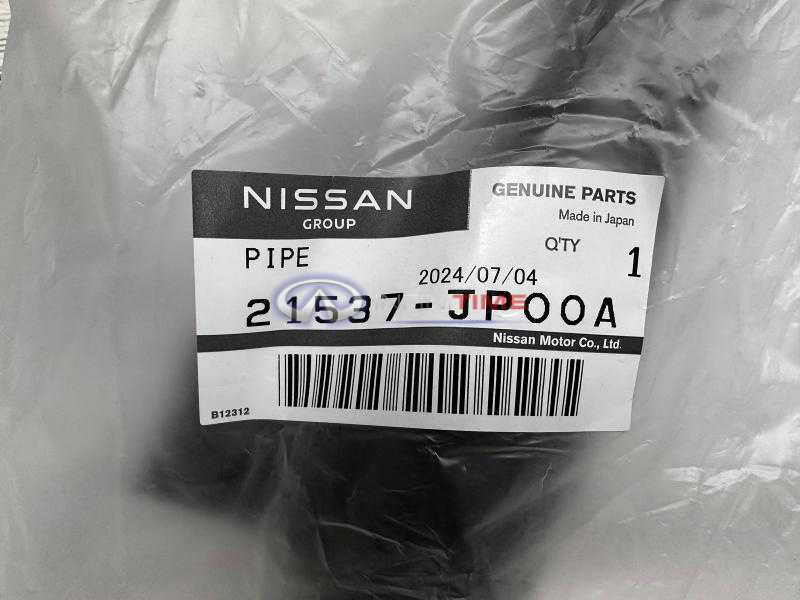 NISSAN
GROUP
GENUINE PARTS
Made in Japan
PIPE
Q'TY 1
2024/07/04
21537-JP00A
TIME
Nissan Motor Co., Ltd.
B12312